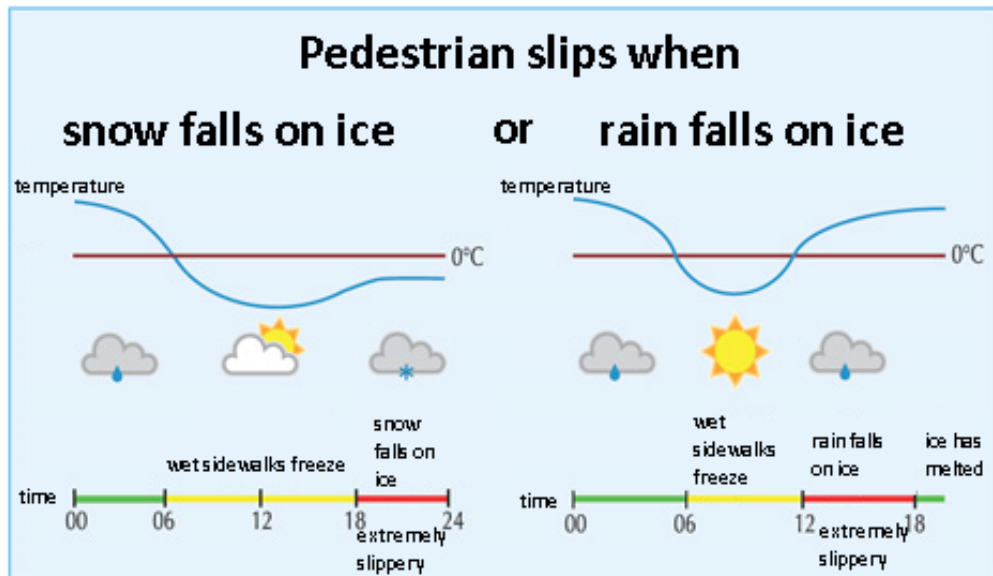 Pedestrian slips when
snow falls on ice or rain falls on ice
temperature
0°C
snow
falls on
ice
wet sidewalks freeze
time
00 06 12 18 24
extremely
slippery
temperature
0°C
wet
sidewalks
freeze
rain falls
on ice
ice has
melted
time
00 06 12 18
extremely
slippery